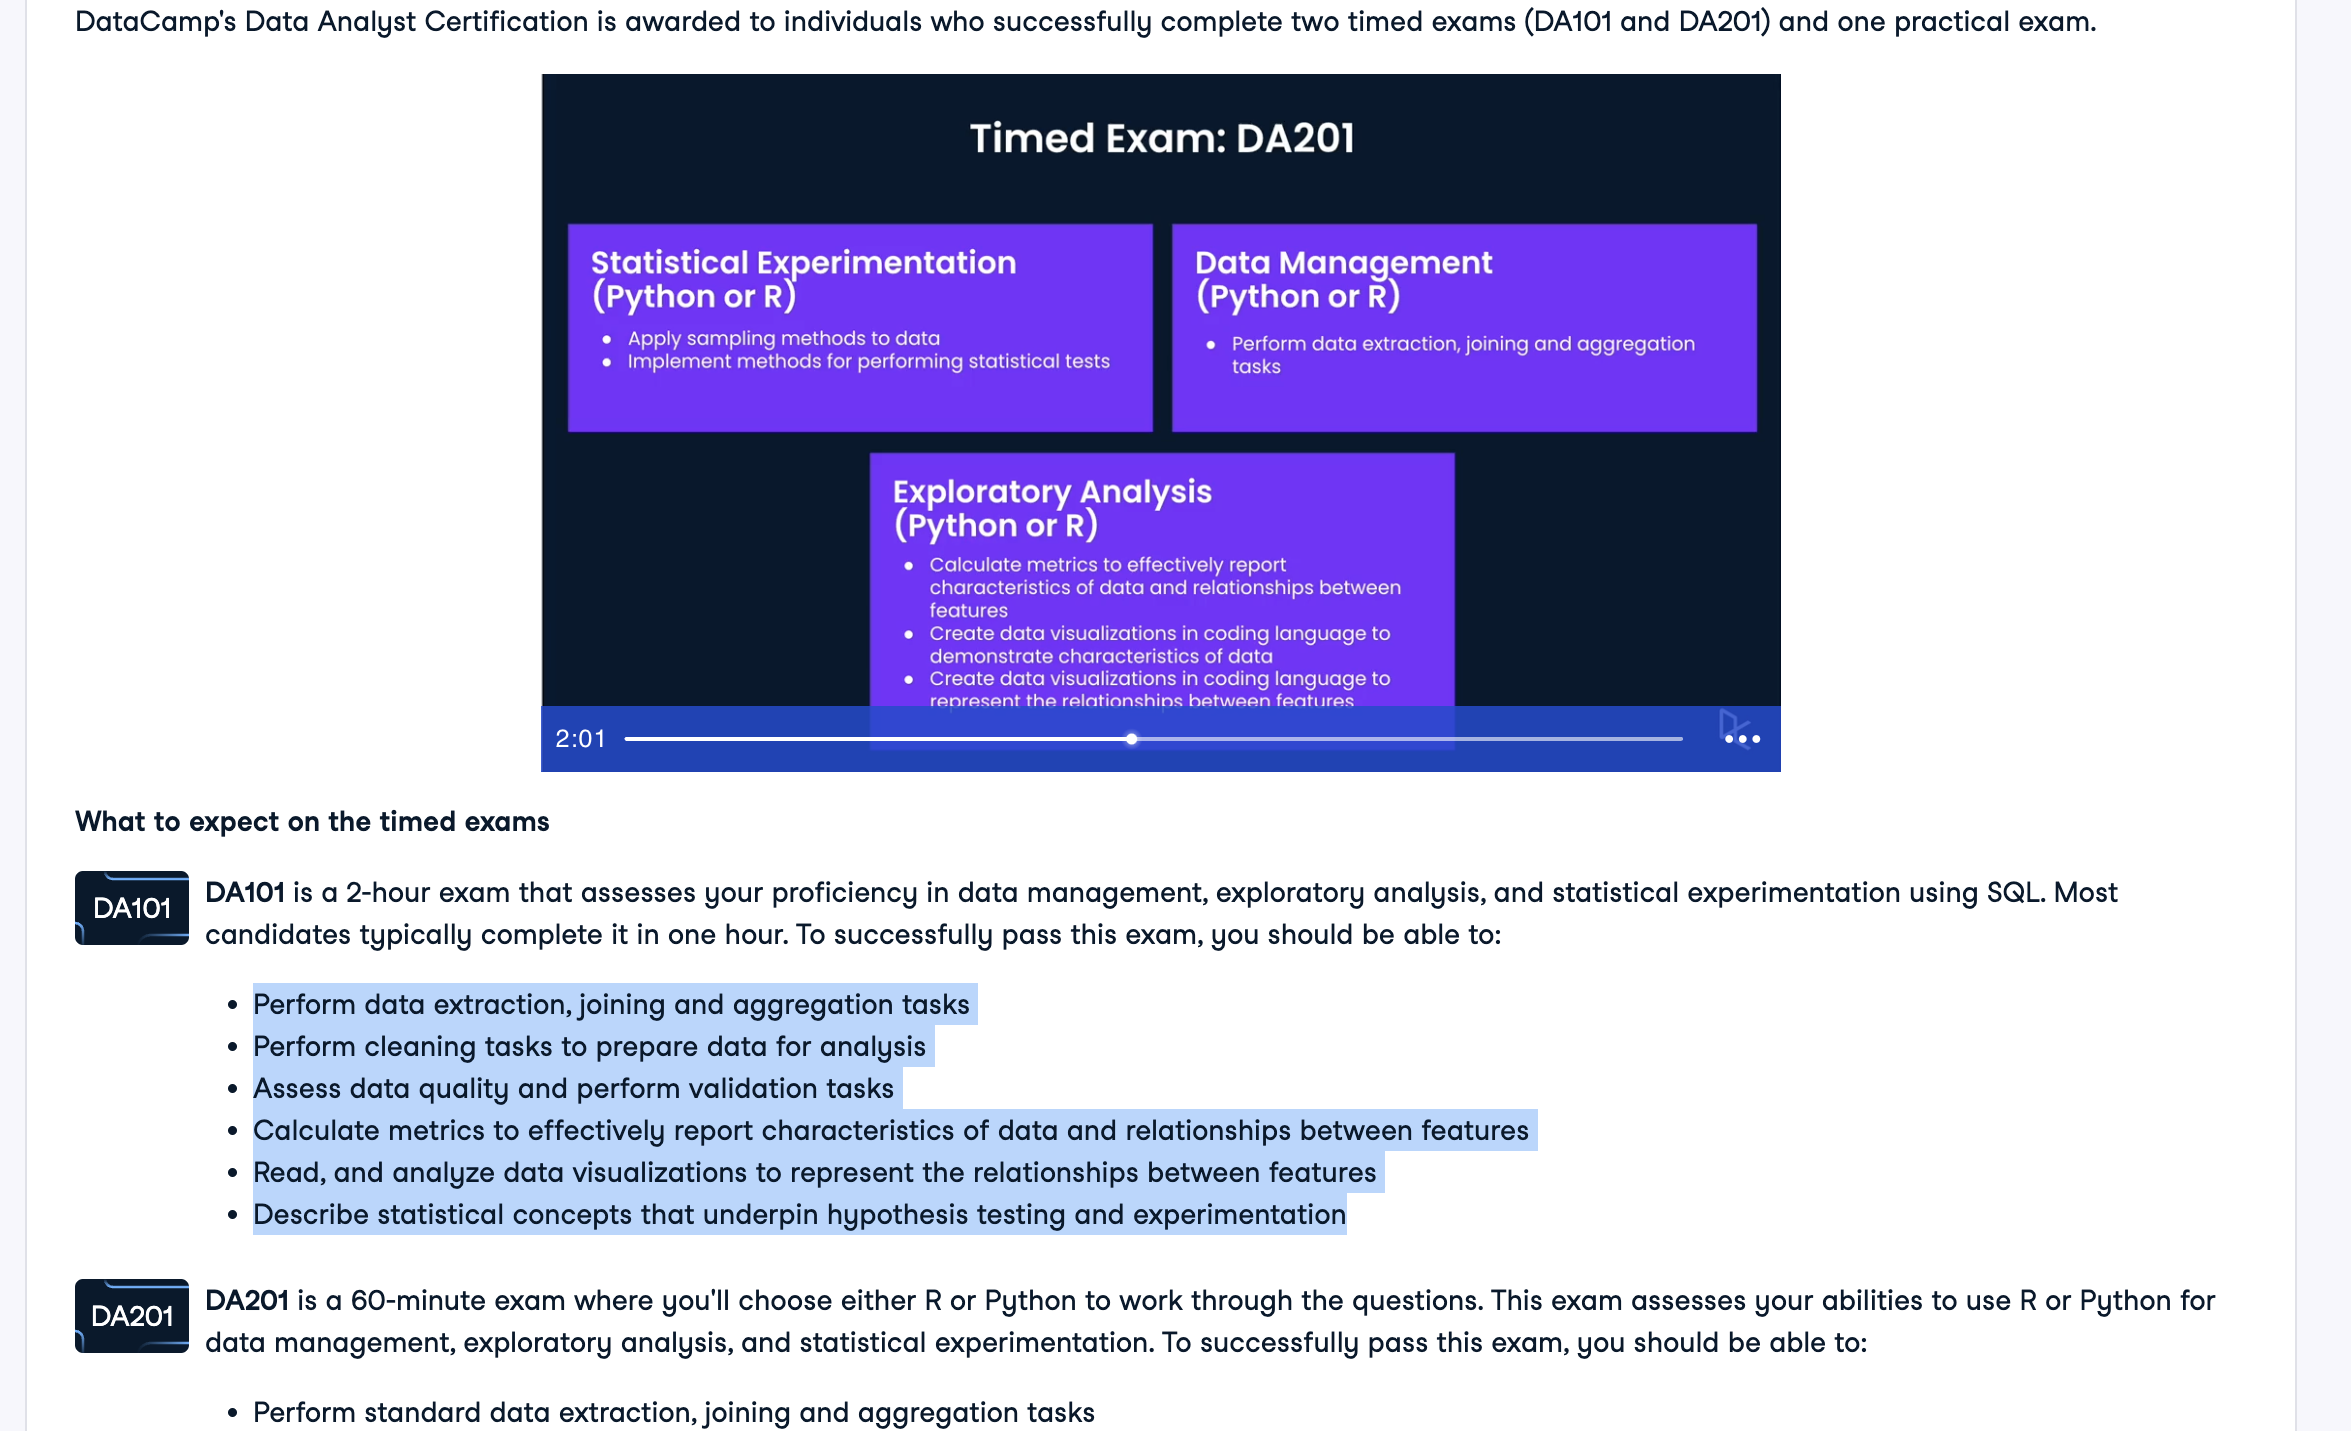 DataCamp's Data Analyst Certification is awarded to individuals who successfully complete two timed exams (DA101 and DA201) and one practical exam.
Timed Exam: DA201
Statistical Experimentation
(Python or R)
• Apply sampling methods to data
• Implement methods for performing statistical tests
Data Management
(Python or R)
• Perform data extraction, joining and aggregation
tasks
Exploratory Analysis
(Python or R)
• Calculate metrics to effectively report
characteristics of data and relationships between
features
• Create data visualizations in coding language to
demonstrate characteristics of data
• Create data visualizations in coding language to
represent the relationships between features
2:01
What to expect on the timed exams
DA101
DA101 is a 2-hour exam that assesses your proficiency in data management, exploratory analysis, and statistical experimentation using SQL. Most
candidates typically complete it in one hour. To successfully pass this exam, you should be able to:
• Perform data extraction, joining and aggregation tasks
• Perform cleaning tasks to prepare data for analysis
• Assess data quality and perform validation tasks
• Calculate metrics to effectively report characteristics of data and relationships between features
• Read, and analyze data visualizations to represent the relationships between features
• Describe statistical concepts that underpin hypothesis testing and experimentation
DA201
DA201 is a 60-minute exam where you'll choose either R or Python to work through the questions. This exam assesses your abilities to use R or Python for
data management, exploratory analysis, and statistical experimentation. To successfully pass this exam, you should be able to:
• Perform standard data extraction, joining and aggregation tasks